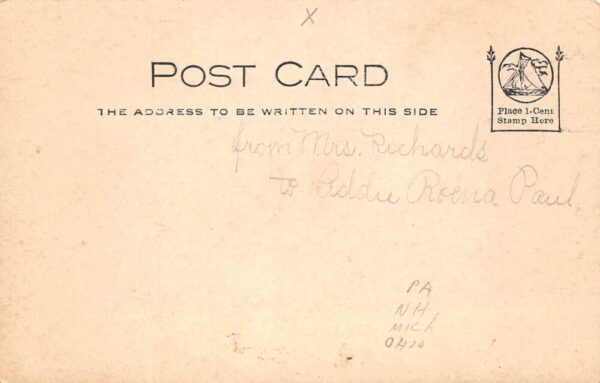 X
POST CARD
THE ADDRESS TO BE WRITTEN ON THIS SIDE
Place 1-Cent
Stamp Here
from Mrs. Richards
to Addie Roena Paul
PA
NH
MICh
OHIO